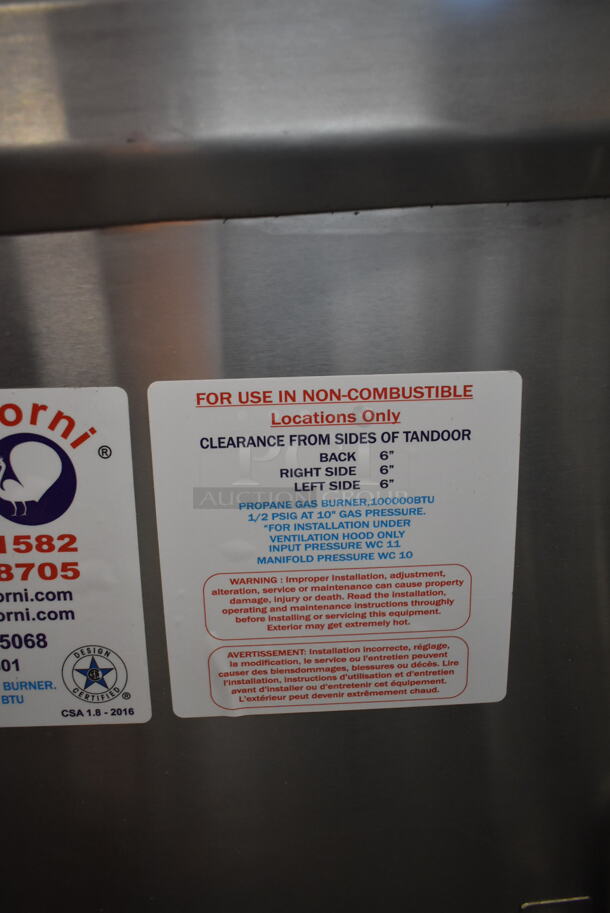 orni ®
1582
8705
orni.com
orni.com
5068
01
BURNER.
BTU
DESIGN
CERTIFIED ®
CSA 1.8 - 2016
FOR USE IN NON-COMBUSTIBLE
Locations Only
CLEARANCE FROM SIDES OF TANDOOR
BACK 6"
RIGHT SIDE 6"
LEFT SIDE 6"
PROPANE GAS BURNER,100000BTU
1/2 PSIG AT 10" GAS PRESSURE.
"FOR INSTALLATION UNDER
VENTILATION HOOD ONLY
INPUT PRESSURE WC 11
MANIFOLD PRESSURE WC 10
WARNING : Improper Installation, adjustment,
alteration, service or maintenance can cause property
damage, injury or death. Read the Installation,
operating and maintenance instructions throughly
before installing or servicing this equipment.
Exterior may get extremely hot.
AVERTISSEMENT: Installation incorrecte, réglage,
la modification, le service ou l'entretien peuvent
causer des biensdommages, blessures ou décès. Lire
l'installation, instructions d'utilisation et d'entretien
avant d'installer ou d'entretenir cet équipement.
L'extérieur peut devenir extrêmement chaud.
PCI
AUCTION GROUP